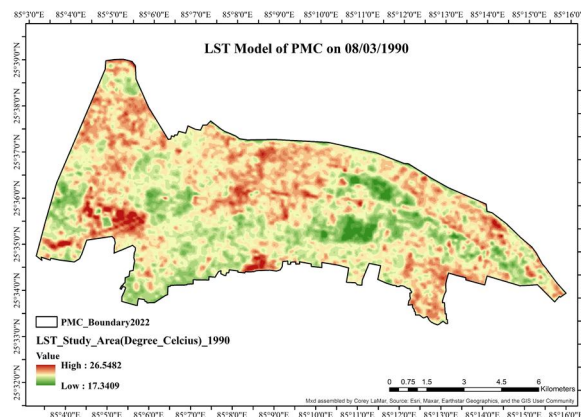 85°3'0"E 85°4'0"E 85°5'0"E 85°6'0"E 85°7'0"E 85°8'0"E 85°9'0"E 85°10'0"E 85°11'0"E 85°12'0"E 85°13'0"E 85°14'0"E 85°15'0"E 85°16'0"E
LST Model of PMC on 08/03/1990
25°39'0"N
25°38'0"N
25°37'0"N
25°36'0"N
25°35'0"N
25°34'0"N
25°33'0"N
25°32'0"N
PMC_Boundary2022
LST_Study_Area(Degree_Celcius)_1990
Value
High : 26.5482
Low : 17.3409
0 0.75 1.5 3 4.5 6
Kilometers
Mxd assembled by Corey LaMar, Source: Esri, Maxar, Earthstar Geographics, and the GIS User Community
85°4'0"E 85°5'0"E 85°6'0"E 85°7'0"E 85°8'0"E 85°9'0"E 85°10'0"E 85°11'0"E 85°12'0"E 85°13'0"E 85°14'0"E 85°15'0"E